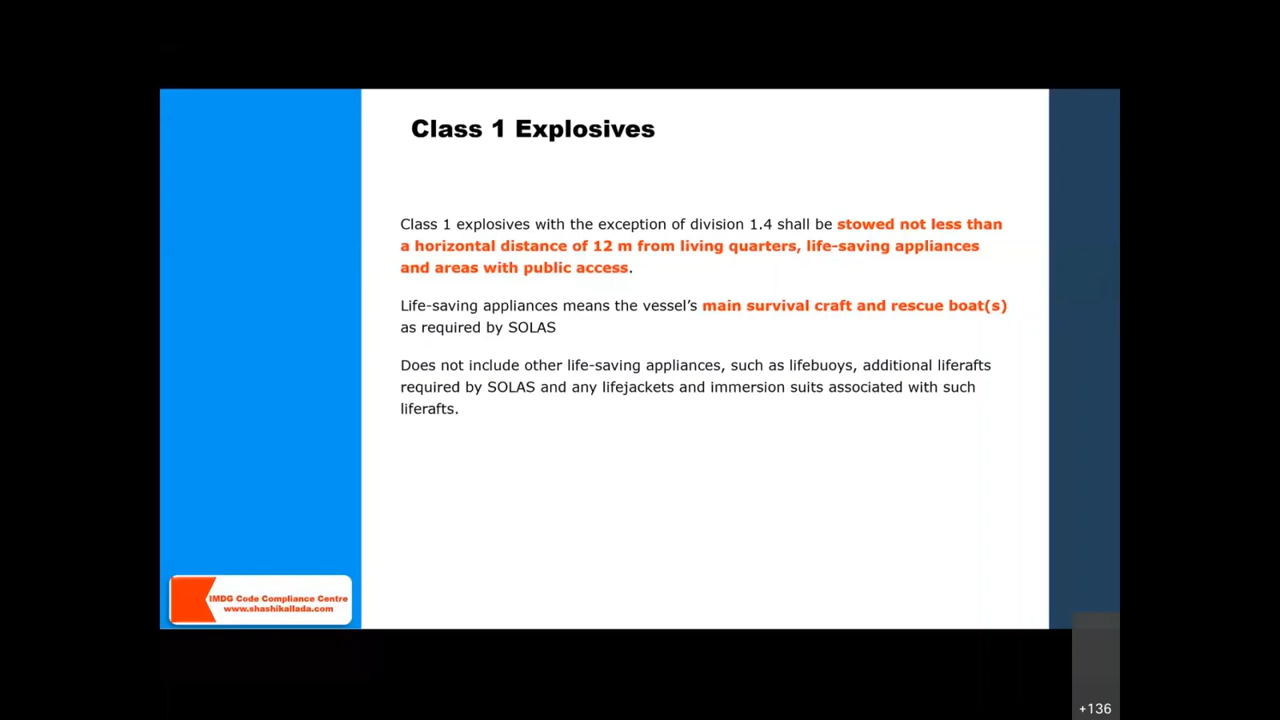 Class 1 Explosives
Class 1 explosives with the exception of division 1.4 shall be stowed not less than
a horizontal distance of 12 m from living quarters, life-saving appliances
and areas with public access.
Life-saving appliances means the vessel’s main survival craft and rescue boat(s)
as required by SOLAS
Does not include other life-saving appliances, such as lifebuoys, additional liferafts
required by SOLAS and any lifejackets and immersion suits associated with such
liferafts.
IMDG Code Compliance Centre
www.shashikallada.com
+136